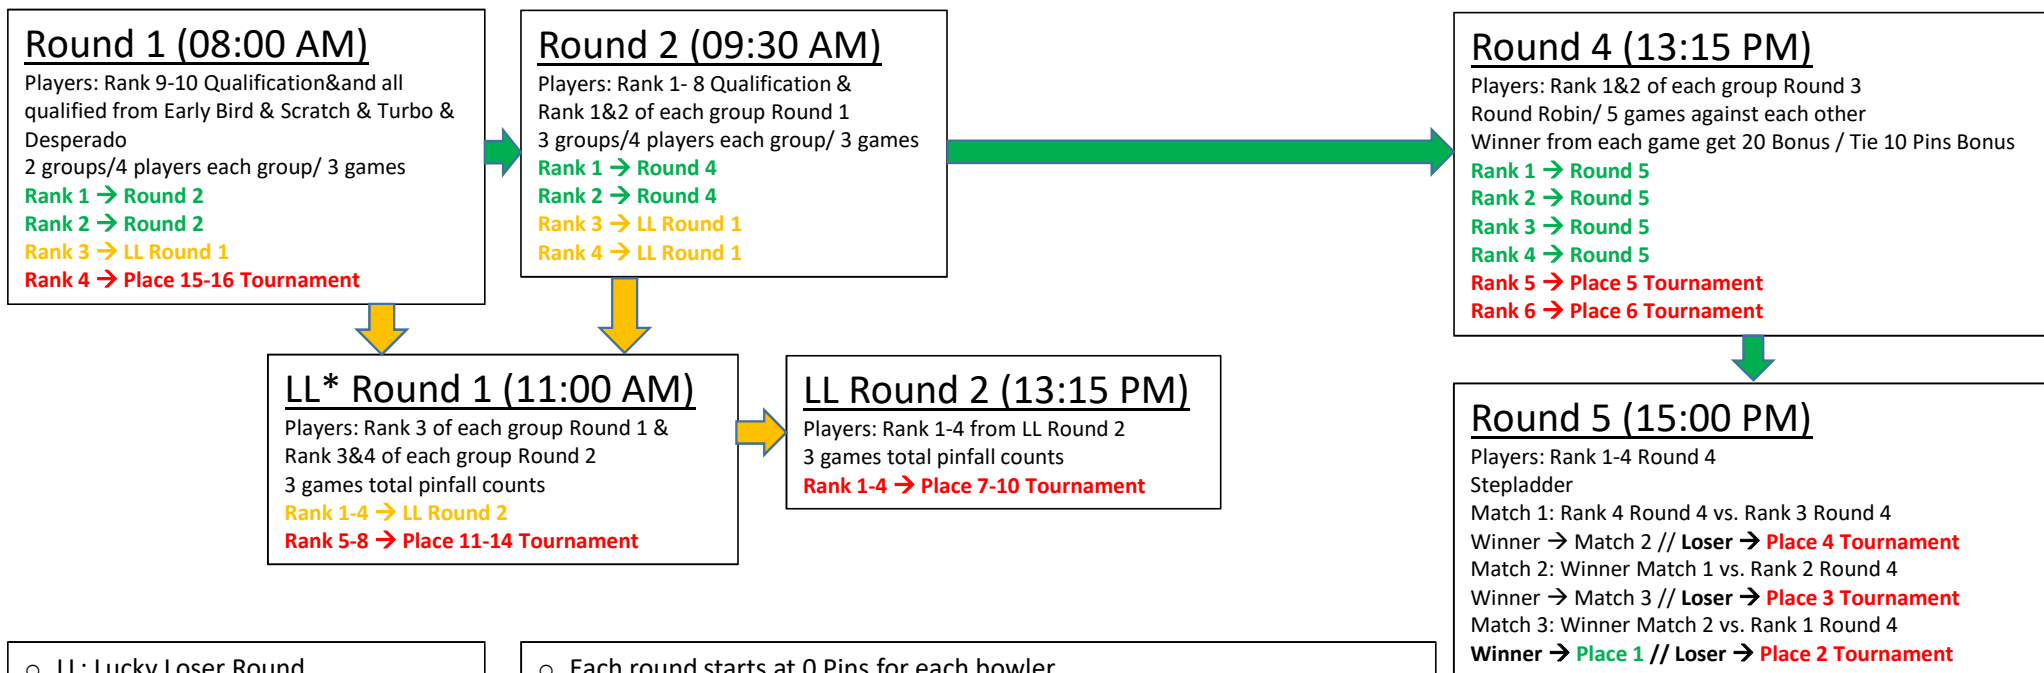 Round 1 (08:00 AM)
Players: Rank 9-10 Qualification&and all
qualified from Early Bird & Scratch & Turbo &
Desperado
2 groups/4 players each group/ 3 games
Rank 1 → Round 2
Rank 2 → Round 2
Rank 3 → LL Round 1
Rank 4 → Place 15-16 Tournament
Round 2 (09:30 AM)
Players: Rank 1- 8 Qualification &
Rank 1&2 of each group Round 1
3 groups/4 players each group/ 3 games
Rank 1 → Round 4
Rank 2 → Round 4
Rank 3 → LL Round 1
Rank 4 → LL Round 1
Round 4 (13:15 PM)
Players: Rank 1&2 of each group Round 3
Round Robin/ 5 games against each other
Winner from each game get 20 Bonus / Tie 10 Pins Bonus
Rank 1 → Round 5
Rank 2 → Round 5
Rank 3 → Round 5
Rank 4 → Round 5
Rank 5 → Place 5 Tournament
Rank 6 → Place 6 Tournament
LL* Round 1 (11:00 AM)
Players: Rank 3 of each group Round 1 &
Rank 3&4 of each group Round 2
3 games total pinfall counts
Rank 1-4 → LL Round 2
Rank 5-8 → Place 11-14 Tournament
LL Round 2 (13:15 PM)
Players: Rank 1-4 from LL Round 2
3 games total pinfall counts
Rank 1-4 → Place 7-10 Tournament
Round 5 (15:00 PM)
Players: Rank 1-4 Round 4
Stepladder
Match 1: Rank 4 Round 4 vs. Rank 3 Round 4
Winner → Match 2 // Loser → Place 4 Tournament
Match 2: Winner Match 1 vs. Rank 2 Round 4
Winner → Match 3 // Loser → Place 3 Tournament
Match 3: Winner Match 2 vs. Rank 1 Round 4
Winner → Place 1 // Loser → Place 2 Tournament
○ LL: Lucky Loser Round
○ Each round starts at 0 Pins for each bowler